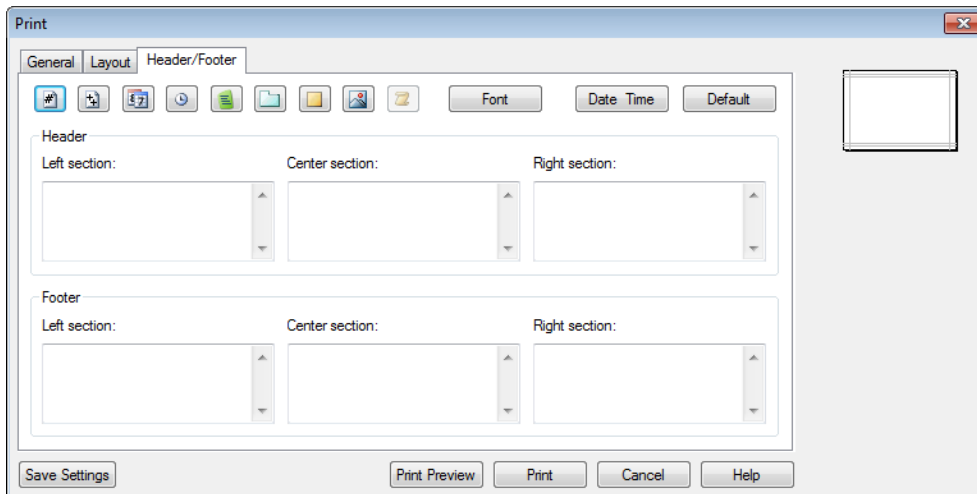 Print
General Layout Header/Footer
# ++ 7 Font Date Time Default
Header
Left section: Center section: Right section:
Footer
Left section: Center section: Right section:
Save Settings Print Preview Print Cancel Help